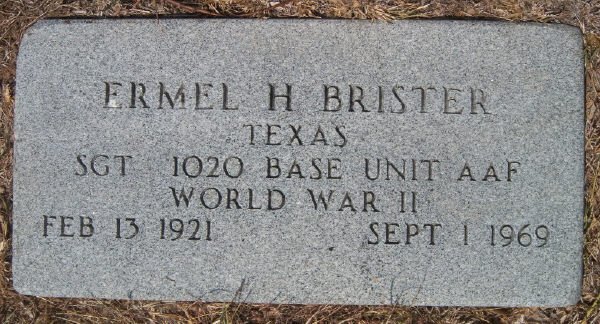 ERMEL H BRISTER
TEXAS
SGT 1020 BASE UNIT AAF
WORLD WAR II
FEB 13 1921 SEPT 1 1969